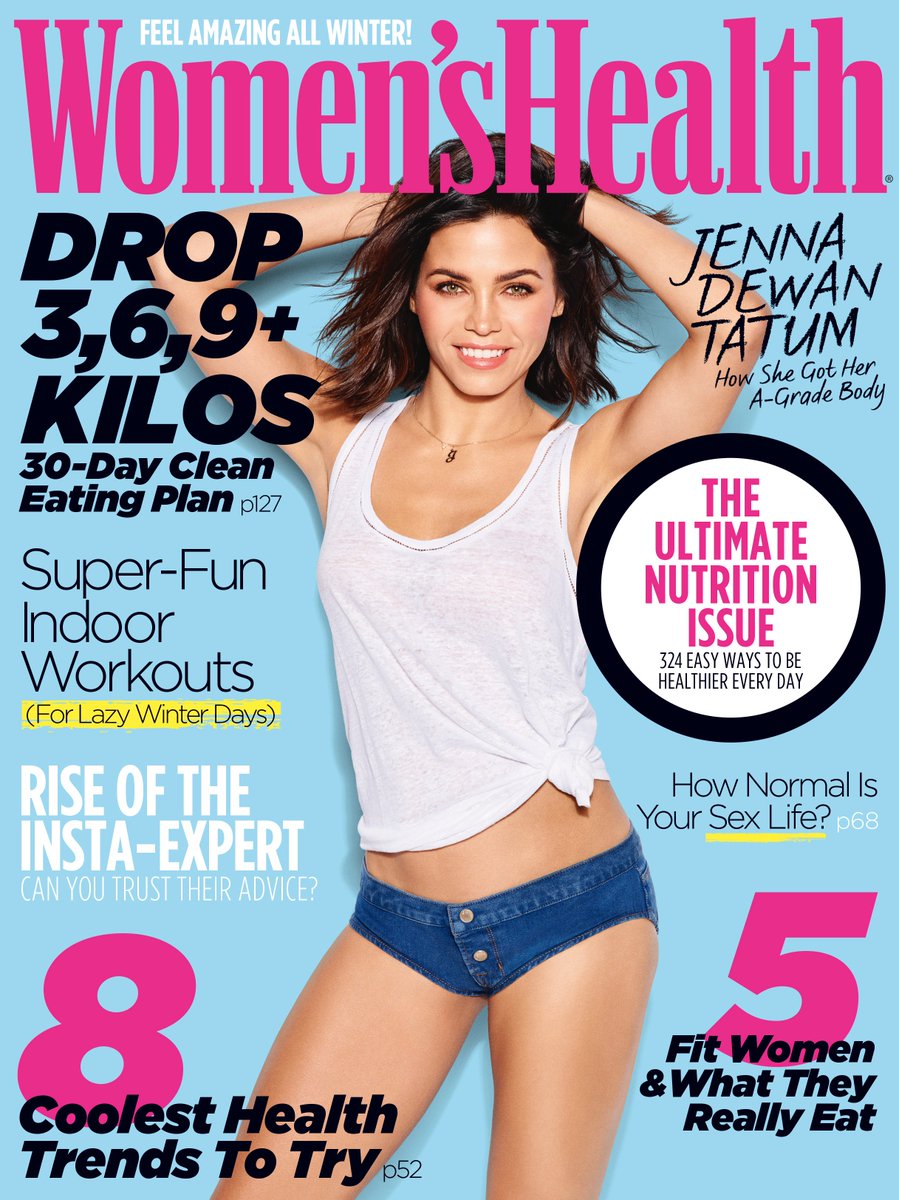 FEEL AMAZING ALL WINTER!
Women'sHealth®
DROP
3,6,9+
KILOS
30-Day Clean
Eating Plan p127
JENNA
DEWAN
TATUM
How She Got Her
A-Grade Body
THE
ULTIMATE
NUTRITION
ISSUE
324 EASY WAYS TO BE
HEALTHIER EVERY DAY
Super-Fun
Indoor
Workouts
(For Lazy Winter Days)
RISE OF THE
INSTA-EXPERT
CAN YOU TRUST THEIR ADVICE?
How Normal Is
Your Sex Life? p68
8
Coolest Health
Trends To Try p52
5
Fit Women
&What They
Really Eat
g